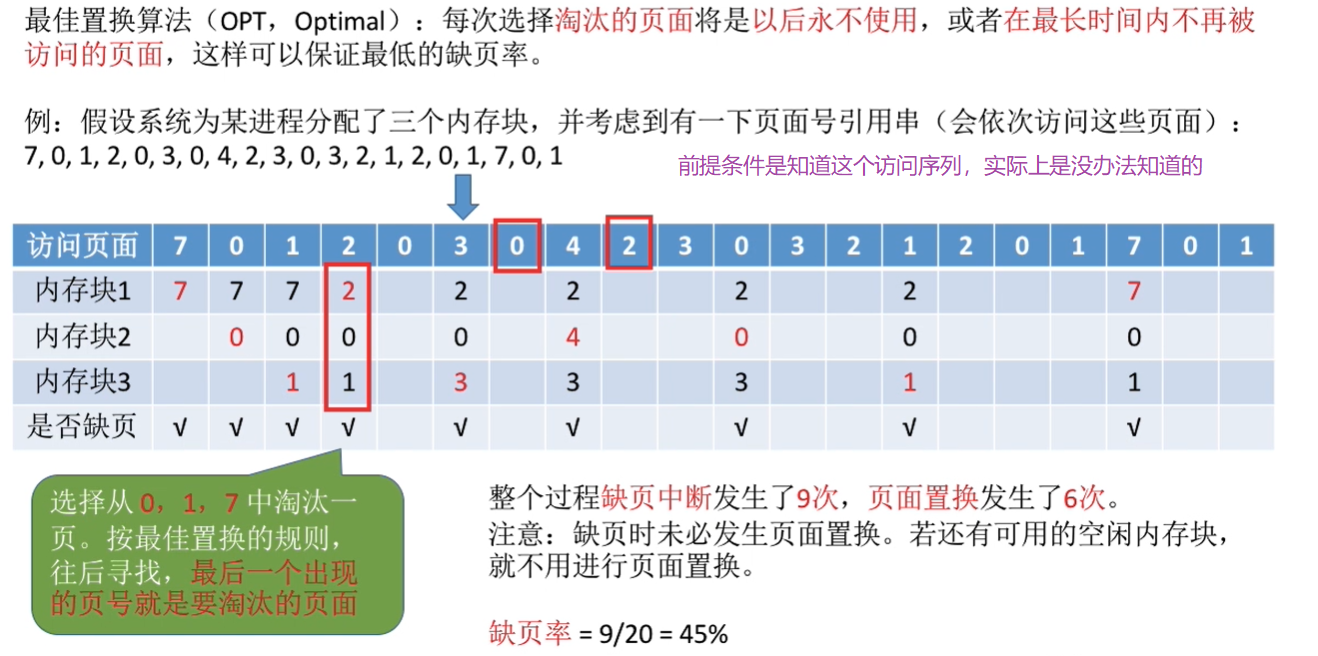 最佳置换算法（OPT，Optimal）：每次选择淘汰的页面将是以后永不使用，或者在最长时间内不再被
访问的页面，这样可以保证最低的缺页率。
例：假设系统为某进程分配了三个内存块，并考虑到有一下页面号引用串（会依次访问这些页面）：
7, 0, 1, 2, 0, 3, 0, 4, 2, 3, 0, 3, 2, 1, 2, 0, 1, 7, 0, 1
前提条件是知道这个访问序列，实际上是没办法知道的
访问页面 7 0 1 2 0 3 0 4 2 3 0 3 2 1 2 0 1 7 0 1
内存块1 7 7 7 2 2 2 2 2 7
内存块2 0 0 0 0 4 0 0 0
内存块3 1 1 3 3 3 1 1
是否缺页 √ √ √ √ √ √ √ √ √
选择从 0，1，7 中淘汰一
页。按最佳置换的规则，
往后寻找，最后一个出现
的页号就是要淘汰的页面
整个过程缺页中断发生了9次，页面置换发生了6次。
注意：缺页时未必发生页面置换。若还有可用的空闲内存块，
就不用进行页面置换。
缺页率 = 9/20 = 45%